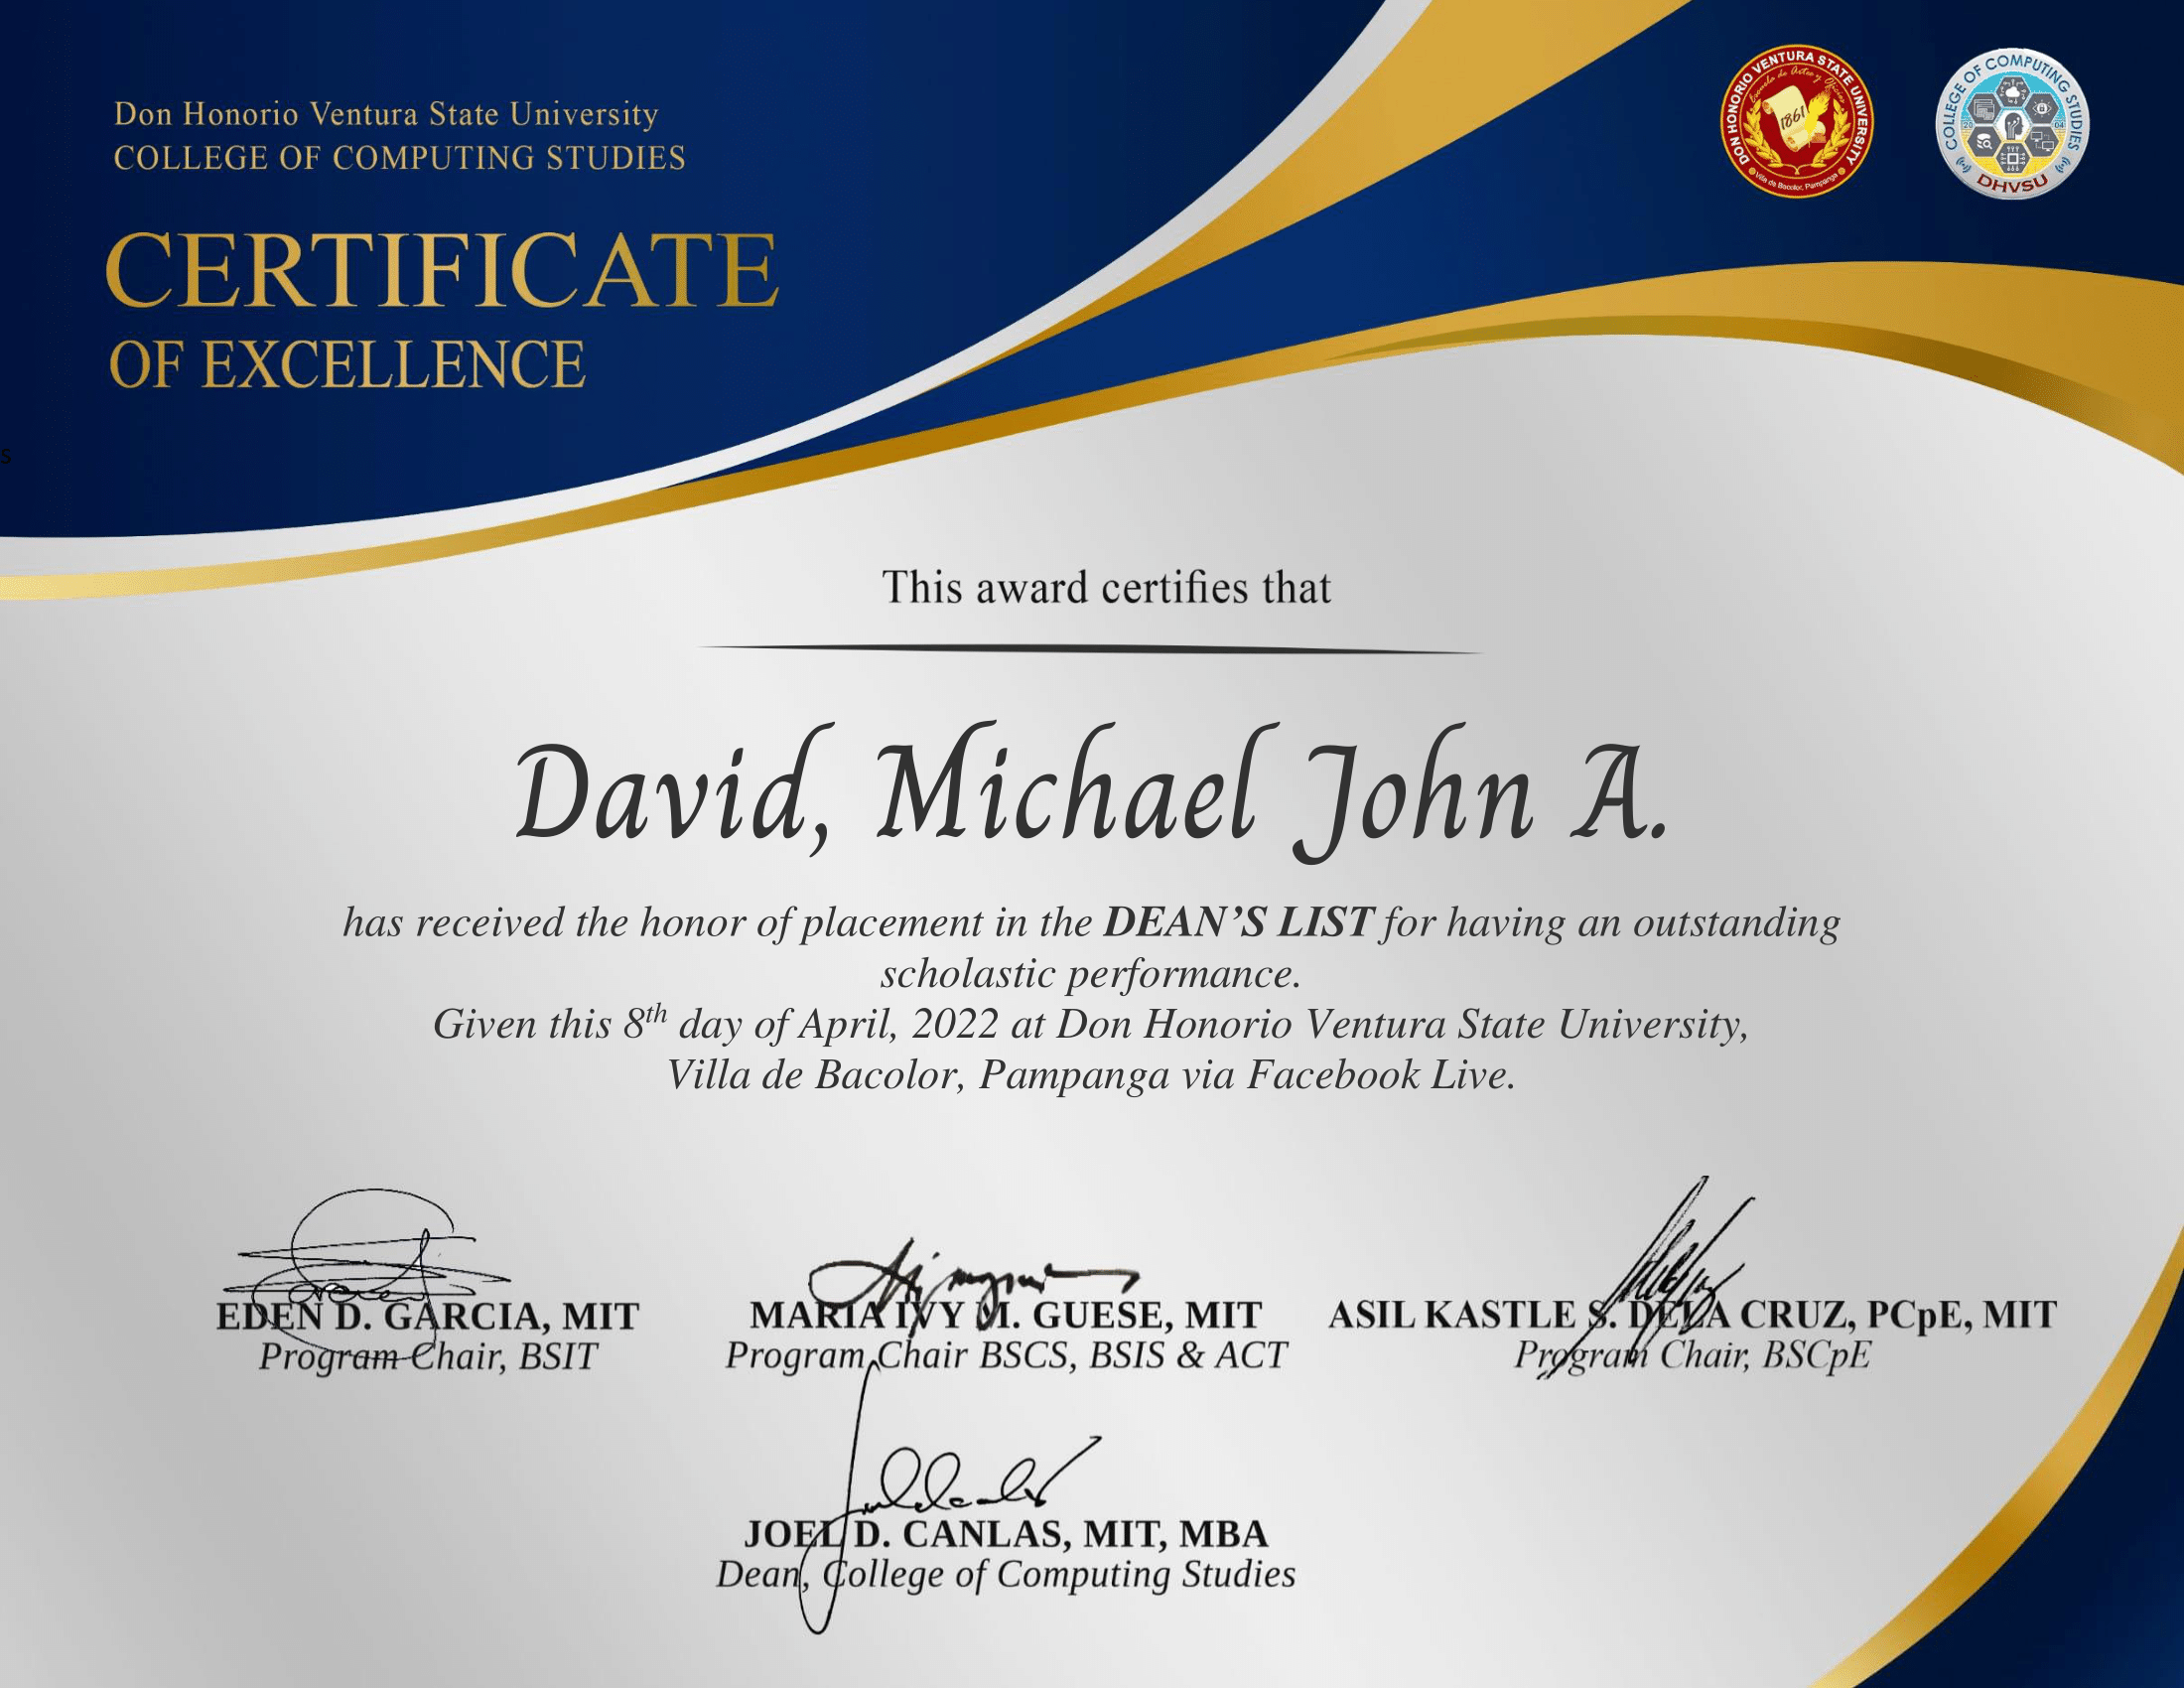 Don Honorio Ventura State University
COLLEGE OF COMPUTING STUDIES
CERTIFICATE
OF EXCELLENCE
DON HONORIO VENTURA STATE UNIVERSITY
Escuela de Artes y Oficios
1861
Villa de Bacolor, Pampanga
COLLEGE OF COMPUTING STUDIES
2004
DHVSU
s
This award certifies that
David, Michael John A.
has received the honor of placement in the DEAN’S LIST for having an outstanding
scholastic performance.
Given this 8th day of April, 2022 at Don Honorio Ventura State University,
Villa de Bacolor, Pampanga via Facebook Live.
EDEN D. GARCIA, MIT
Program Chair, BSIT
MARIA IVY M. GUESE, MIT
Program Chair BSCS, BSIS & ACT
ASIL KASTLE S. DELA CRUZ, PCpE, MIT
Program Chair, BSCpE
JOEL D. CANLAS, MIT, MBA
Dean, College of Computing Studies